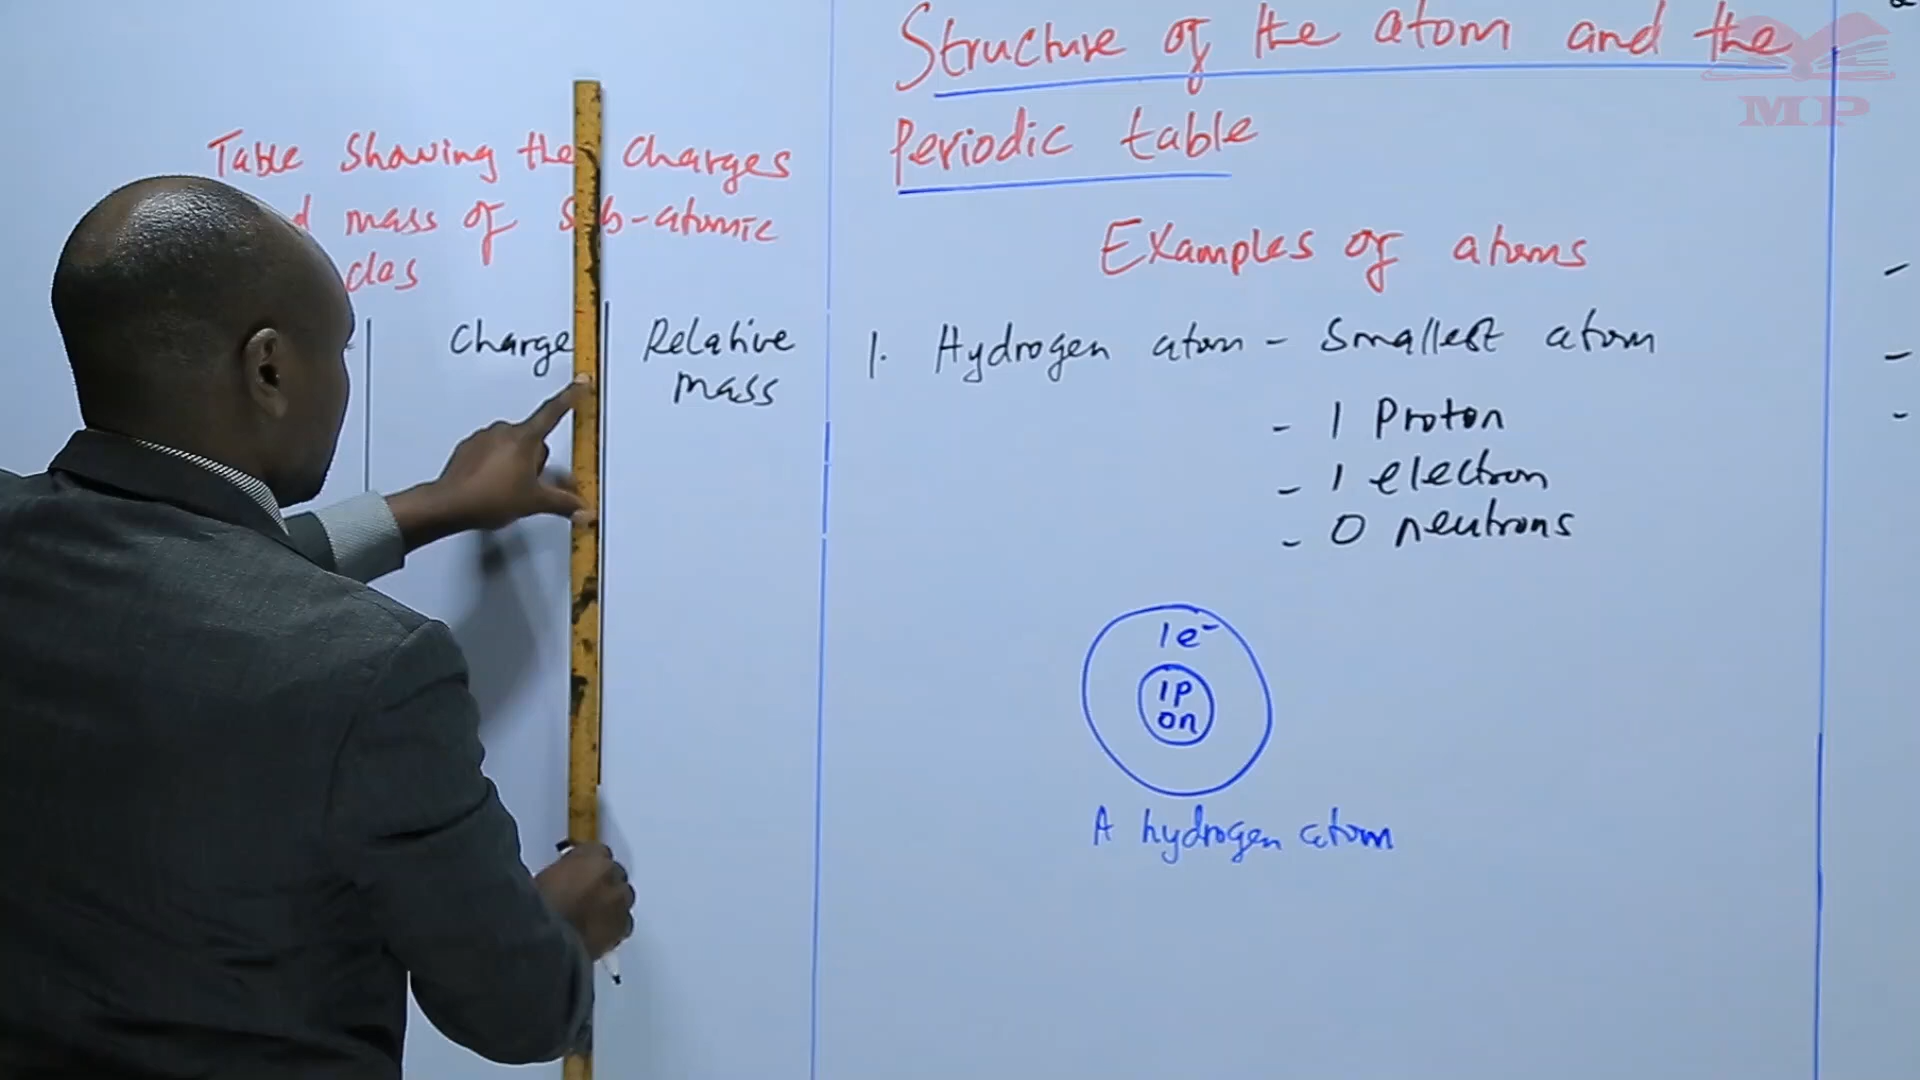 Structure of the atom and the
Periodic table
MP
Table showing the charges
mass of sub-atomic
Charge
Relative
mass
Examples of atoms
1. Hydrogen atom - Smallest atom
- 1 Proton
- 1 electron
- 0 neutrons
1e⁻
1p
0n
A hydrogen atom